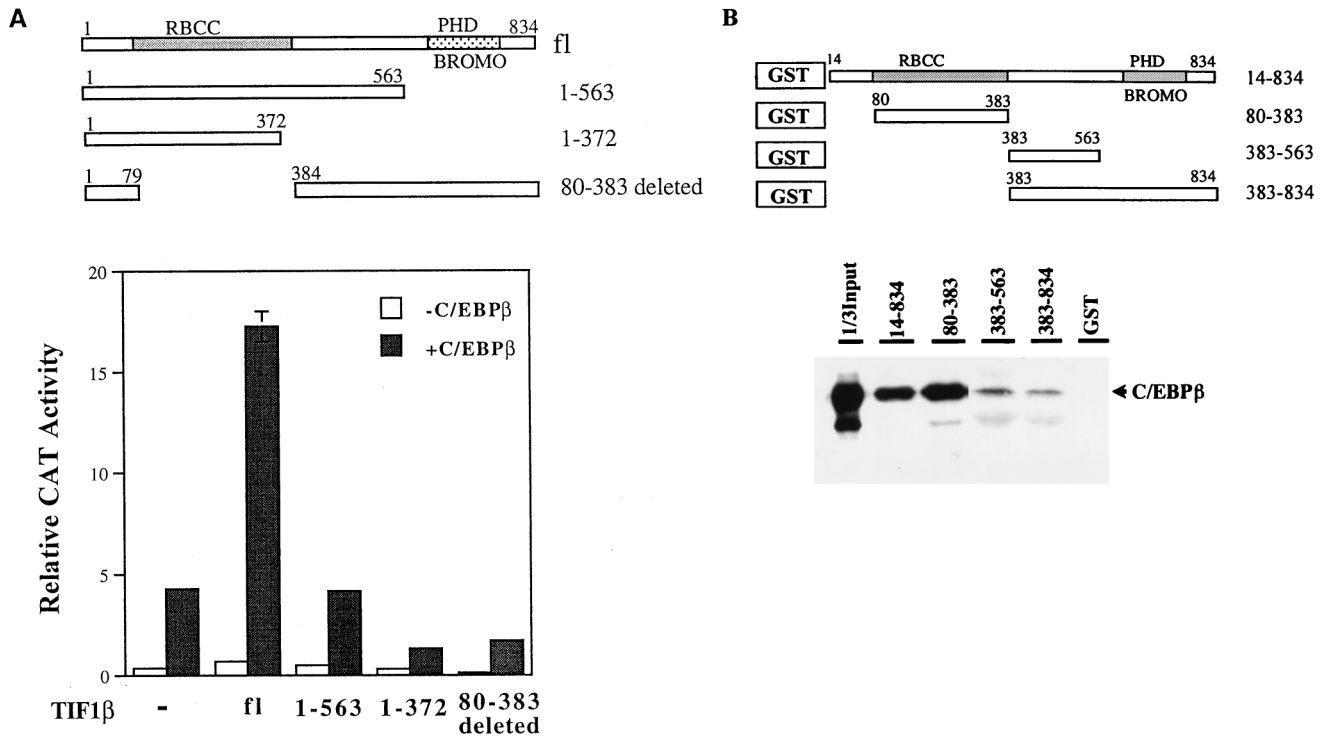 A
1 RBCC PHD 834
fl
BROMO
1 563
1-563
1 372
1-372
1 79 384
80-383 deleted
20
15
10
5
0
Relative CAT Activity
-C/EBPβ
+C/EBPβ
TIF1β - fl 1-563 1-372 80-383 deleted
B
14 RBCC PHD 834
GST 14-834
BROMO
80 383
GST 80-383
383 563
GST 383-563
383 834
GST 383-834
1/3Input
14-834
80-383
383-563
383-834
GST
C/EBPβ